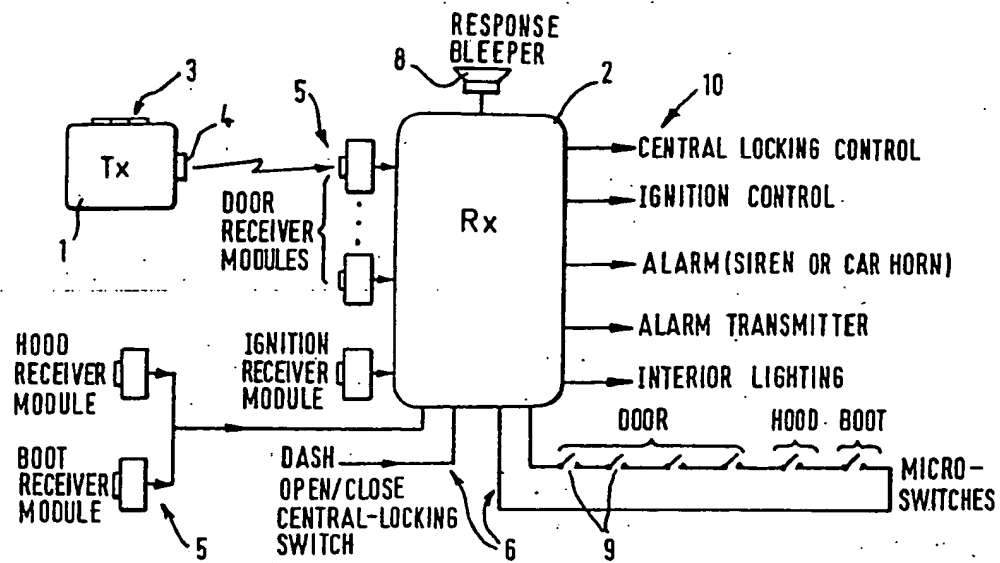 RESPONSE
BLEEPER
8
2
3
4
5
10
Tx
1
DOOR
RECEIVER
MODULES
Rx
CENTRAL LOCKING CONTROL
IGNITION CONTROL
ALARM (SIREN OR CAR HORN)
ALARM TRANSMITTER
INTERIOR LIGHTING
HOOD
RECEIVER
MODULE
IGNITION
RECEIVER
MODULE
BOOT
RECEIVER
MODULE
5
DASH
OPEN/CLOSE
CENTRAL-LOCKING
SWITCH
6
DOOR
HOOD
BOOT
9
MICRO-
SWITCHES